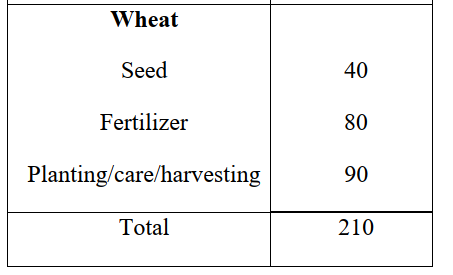 Wheat
Seed 40
Fertilizer 80
Planting/care/harvesting 90
Total 210